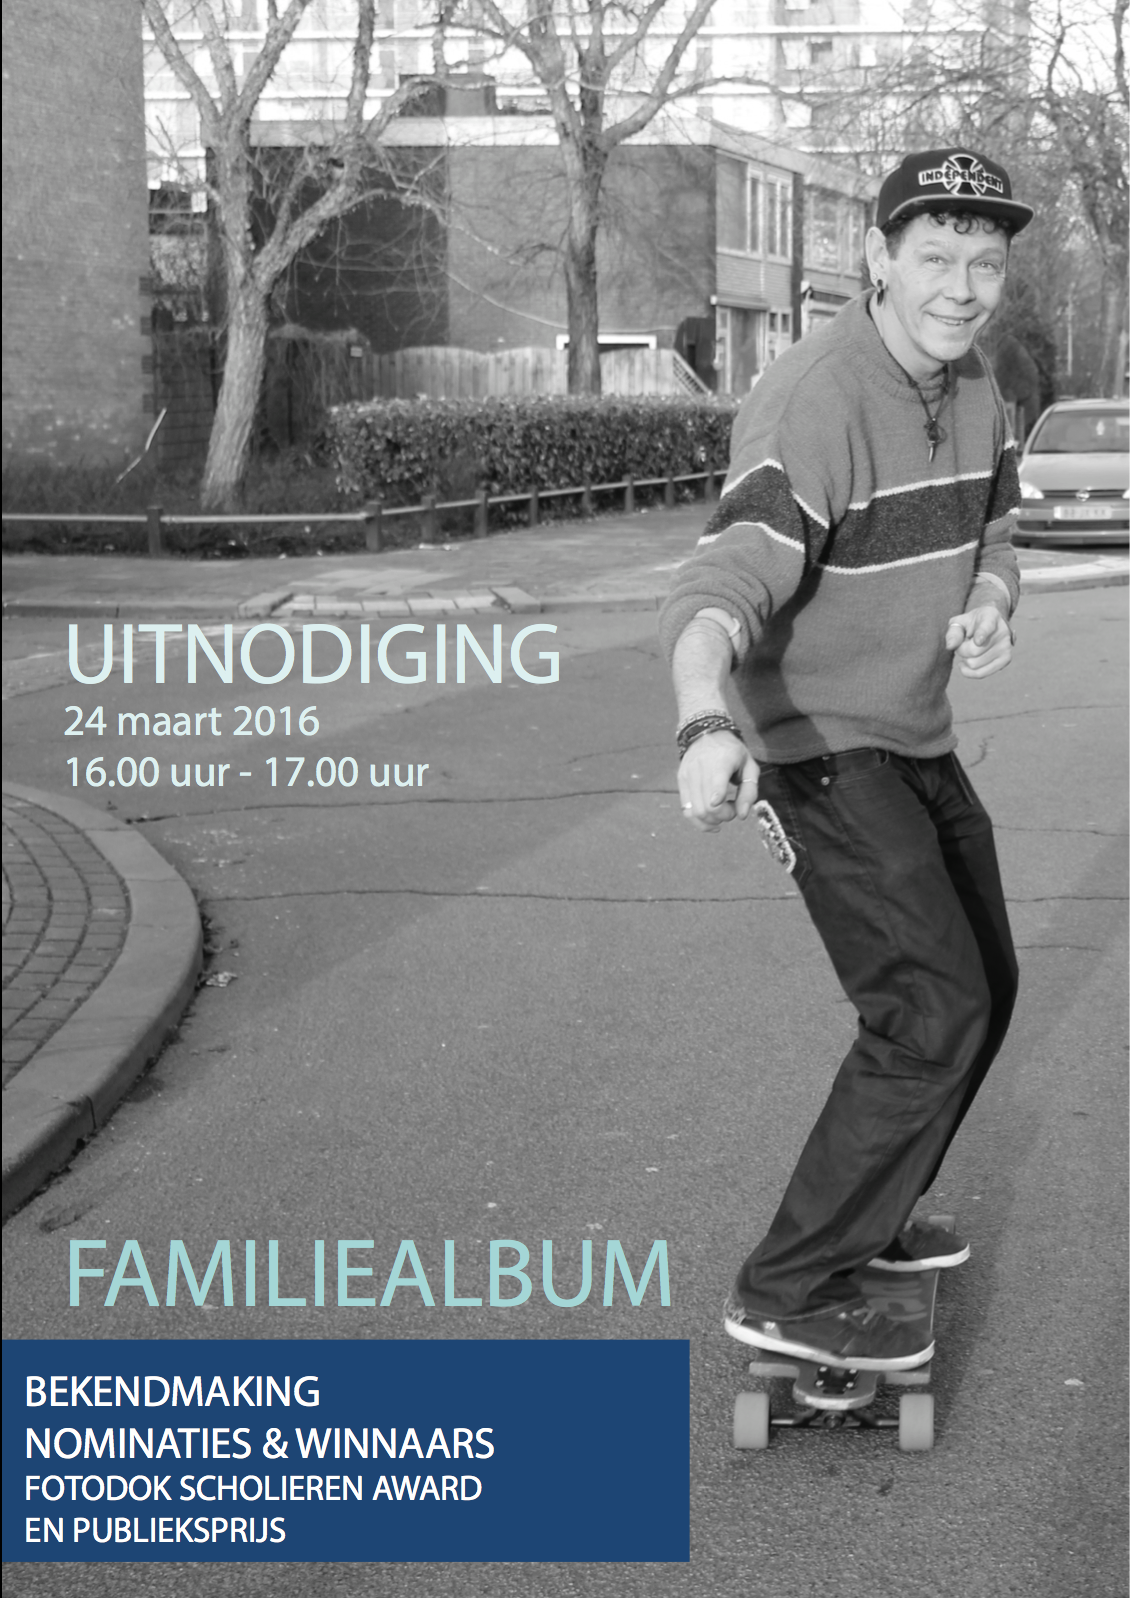 INDEPENDENT
UITNODIGING
24 maart 2016
16.00 uur - 17.00 uur
FAMILIEALBUM
BEKENDMAKING
NOMINATIES & WINNAARS
FOTODOK SCHOLIEREN AWARD
EN PUBLIEKSPRIJS